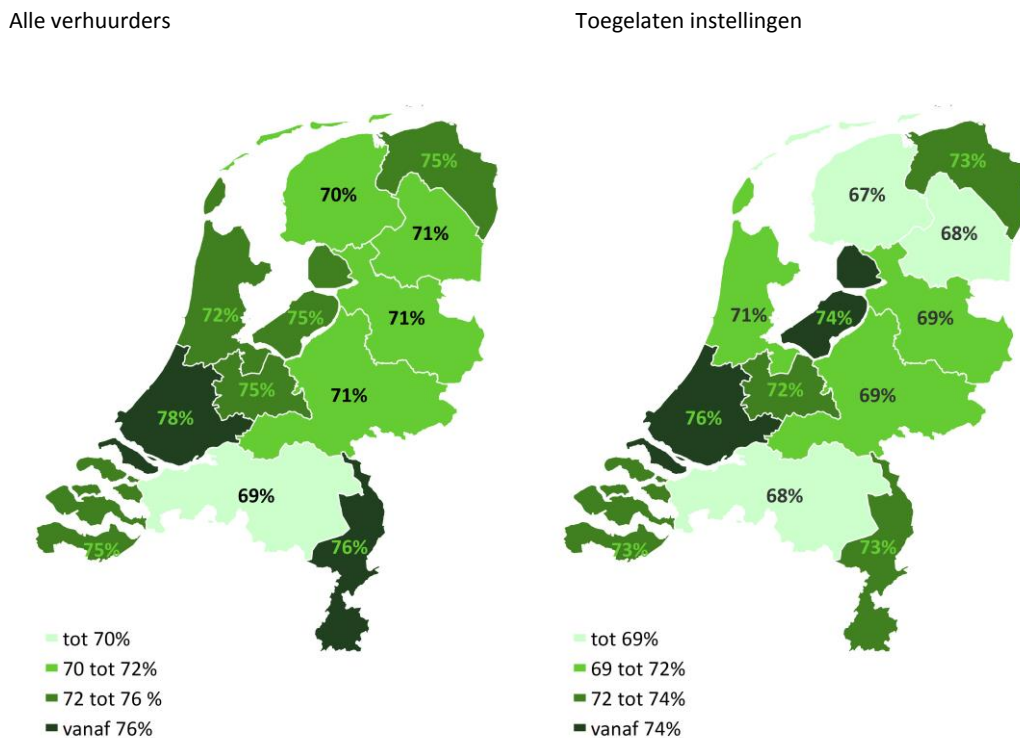 Alle verhuurders
75%
70%
71%
72%
75%
71%
75%
71%
78%
69%
76%
75%
tot 70%
70 tot 72%
72 tot 76 %
vanaf 76%
Toegelaten instellingen
73%
67%
68%
71%
74%
69%
72%
69%
76%
68%
73%
73%
tot 69%
69 tot 72%
72 tot 74%
vanaf 74%